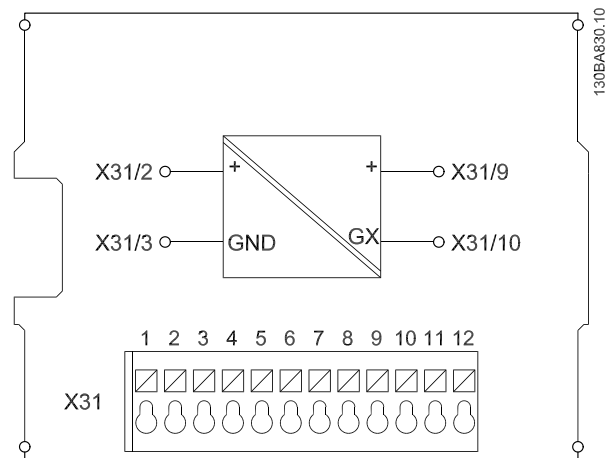 130BA830.10
X31/2 + + X31/9
X31/3 GND GX X31/10
1 2 3 4 5 6 7 8 9 10 11 12
X31